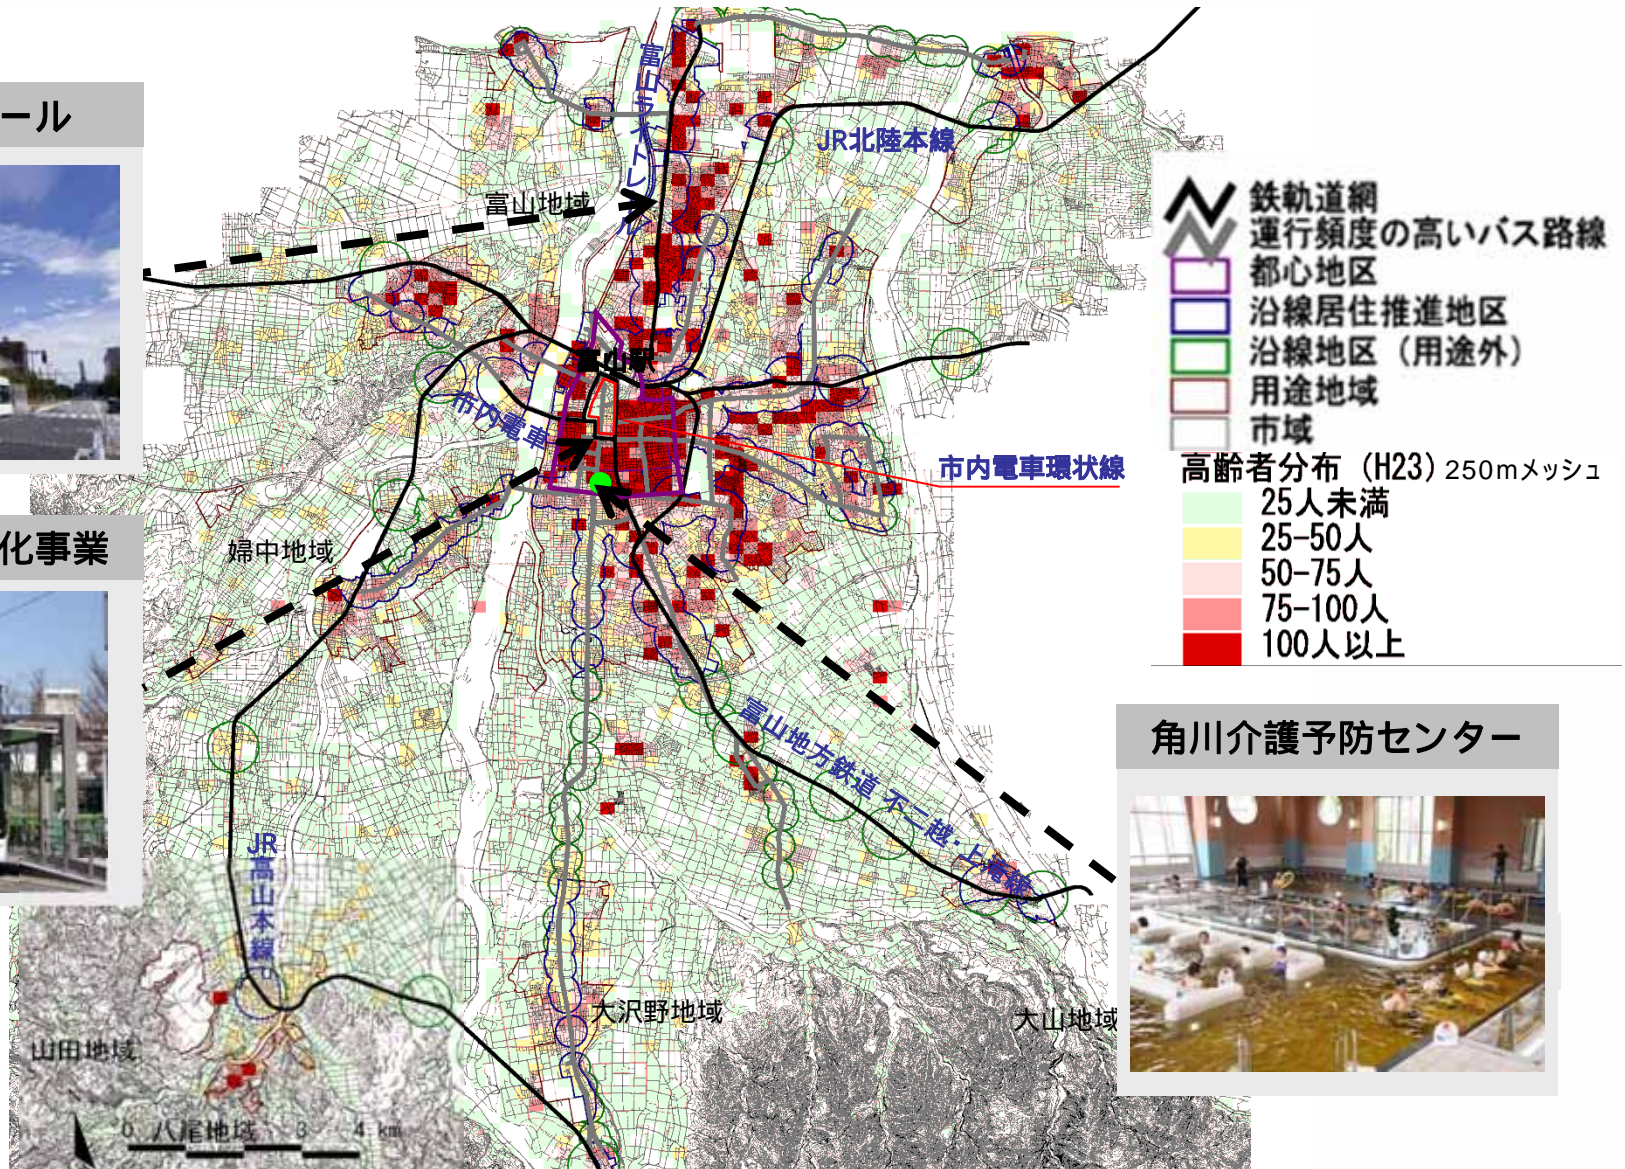 ール
化事業
富山ライトレール
JR北陸本線
富山地域
富山駅
市内電車
市内電車環状線
婦中地域
富山地方鉄道 不二越・上滝線
JR高山本線
大沢野地域
大山地域
山田地域
八尾地域
0 3 4 km
鉄軌道網
運行頻度の高いバス路線
都心地区
沿線居住推進地区
沿線地区（用途外）
用途地域
市域
高齢者分布（H23）250mメッシュ
25人未満
25-50人
50-75人
75-100人
100人以上
角川介護予防センター